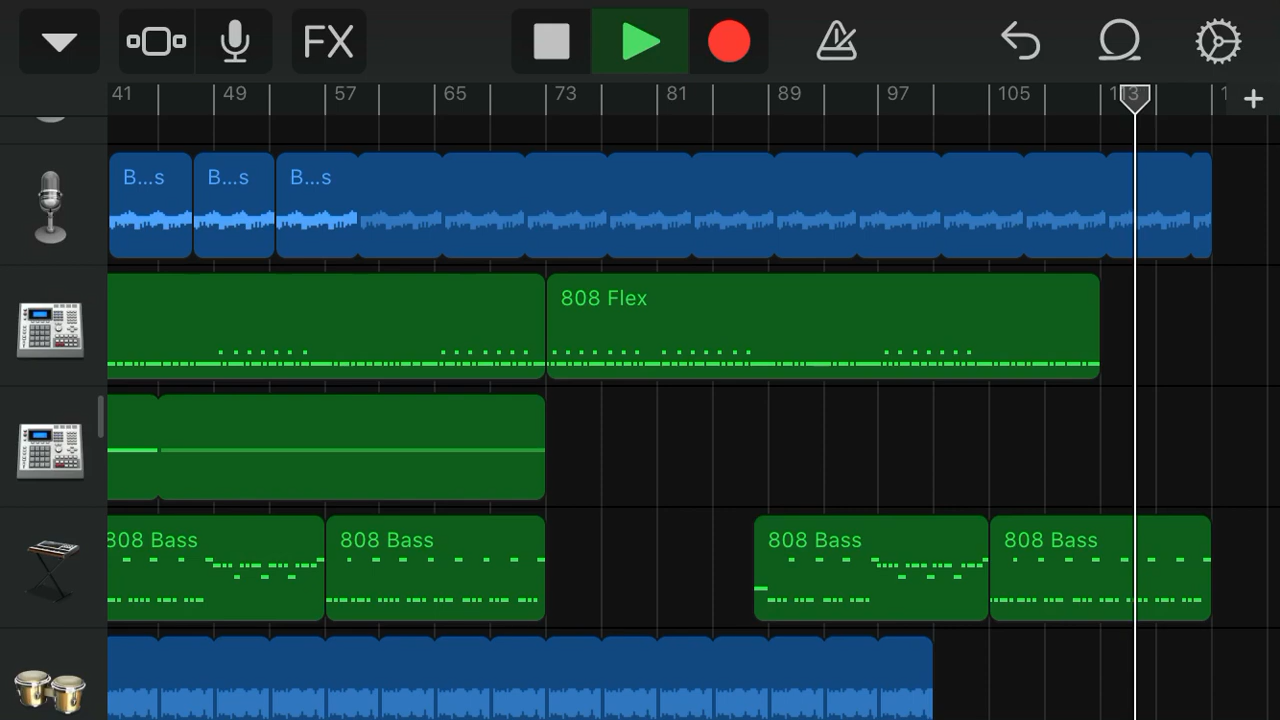 FX
41 49 57 65 73 81 89 97 105 113
B...s B...s B...s
808 Flex
808 Bass 808 Bass 808 Bass 808 Bass